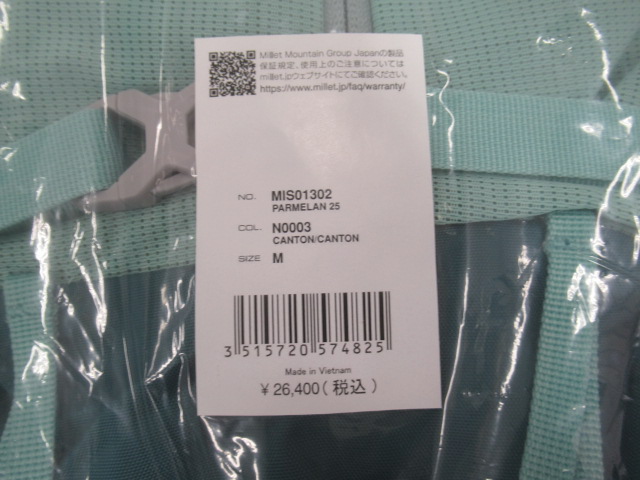 Millet Mountain Group Japanの製品
保証規定、使用上のご注意については
millet.jpウェブサイトにてご確認ください。
https://www.millet.jp/faq/warranty/
NO. MIS01302
PARMELAN 25
COL. N0003
CANTON/CANTON
SIZE M
3 515720 574825
Made in Vietnam
¥ 26,400(税込)